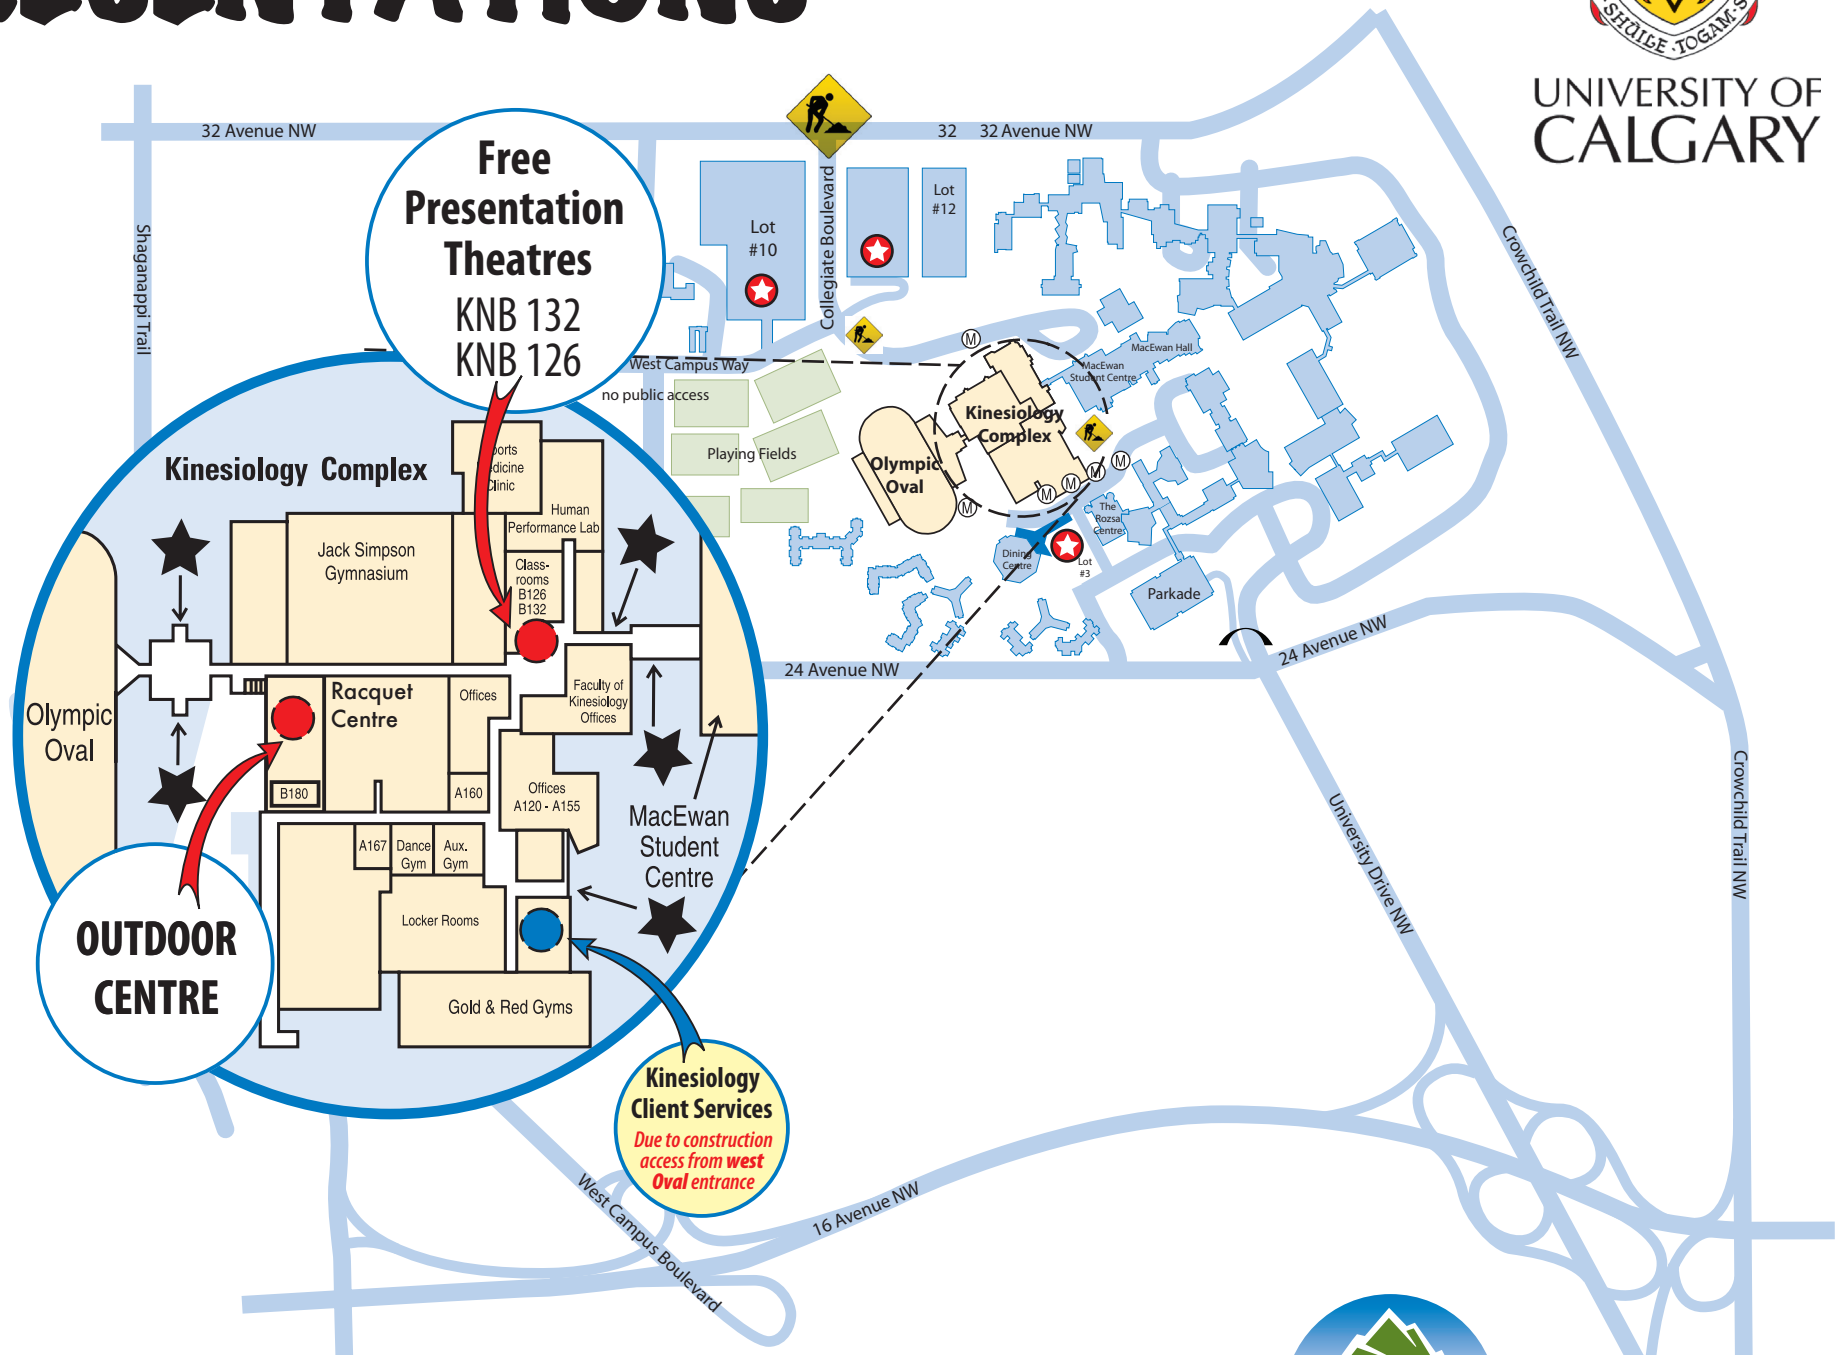 SHÙILE TOGAM S
UNIVERSITY OF
CALGARY
32 Avenue NW
32
32 Avenue NW
Free
Presentation
Theatres
KNB 132
KNB 126
Shaganappi Trail
Collegiate Boulevard
Lot
#10
Lot
#12
Crowchild Trail NW
West Campus Way
no public access
Playing Fields
MacEwan Hall
MacEwan
Student Centre
Kinesiology
Complex
Olympic
Oval
M
M
M
M
M
M
The
Rozsa
Centre
Dining
Centre
Lot
#3
Parkade
24 Avenue NW
24 Avenue NW
Kinesiology Complex
ports
dicine
Clinic
Human
Performance Lab
Jack Simpson
Gymnasium
Class-
rooms
B126
B132
Faculty of
Kinesiology
Offices
Racquet
Centre
Offices
Olympic
Oval
B180
A160
Offices
A120 - A155
MacEwan
Student
Centre
A167
Dance
Gym
Aux.
Gym
Locker Rooms
Gold & Red Gyms
OUTDOOR
CENTRE
Kinesiology
Client Services
Due to construction
access from west
Oval entrance
University Drive NW
Crowchild Trail NW
West Campus Boulevard
16 Avenue NW